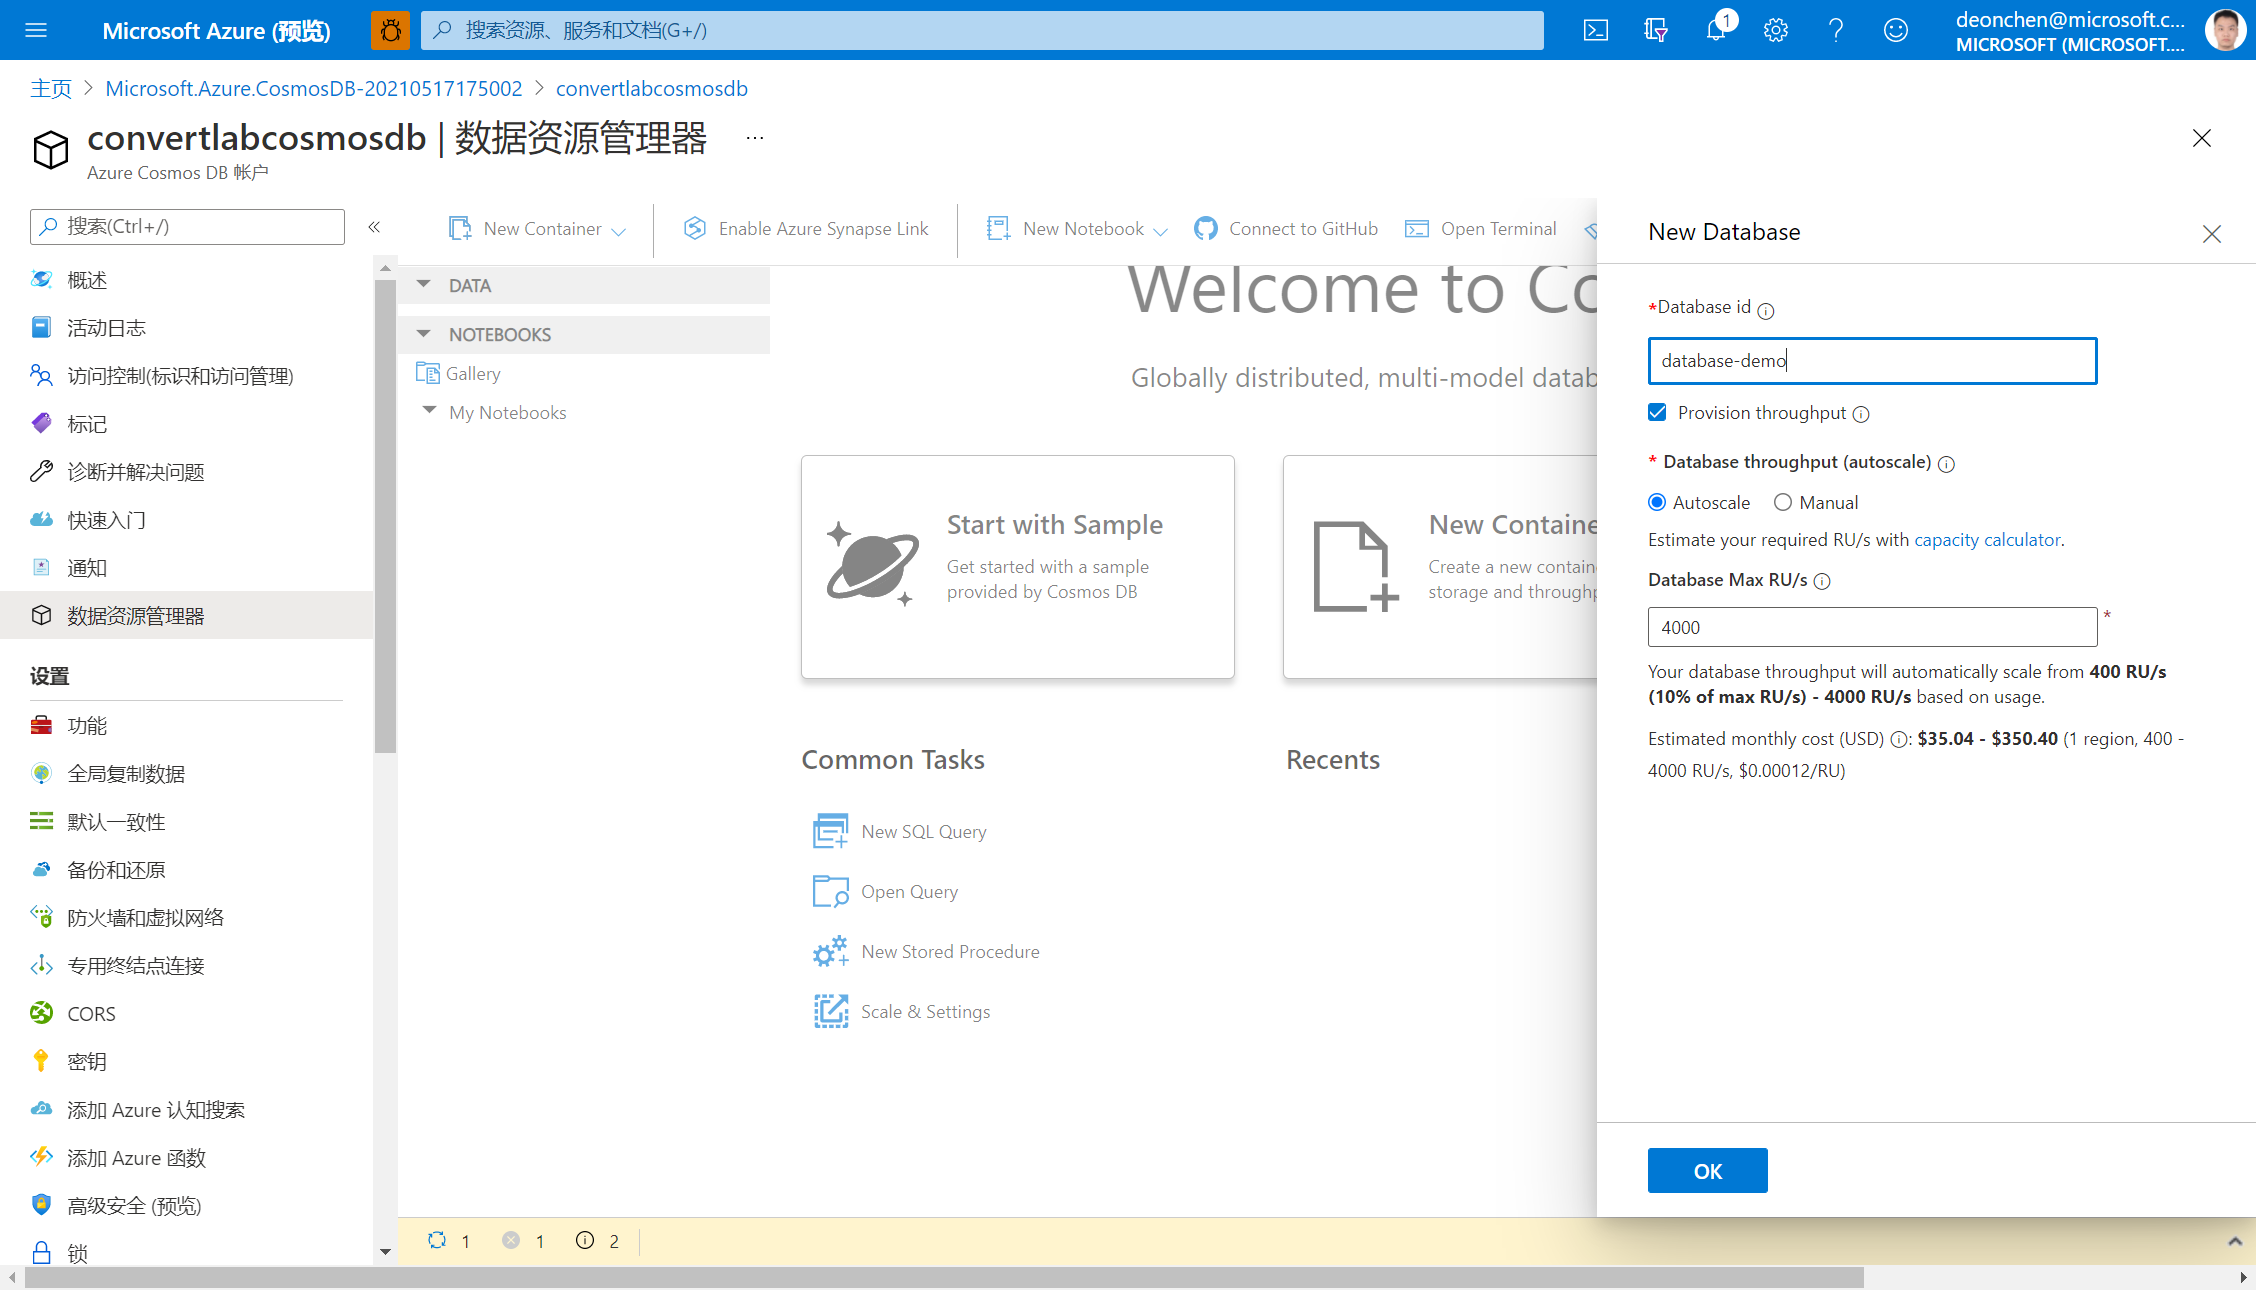 Microsoft Azure (预览)
搜索资源、服务和文档(G+/)
1
deonchen@microsoft.c...
MICROSOFT (MICROSOFT....
主页 > Microsoft.Azure.CosmosDB-20210517175002 > convertlabcosmosdb
convertlabcosmosdb | 数据资源管理器 ...
Azure Cosmos DB 帐户
搜索(Ctrl+/)
概述
活动日志
访问控制(标识和访问管理)
标记
诊断并解决问题
快速入门
通知
数据资源管理器
设置
功能
全局复制数据
默认一致性
备份和还原
防火墙和虚拟网络
专用终结点连接
CORS
密钥
添加 Azure 认知搜索
添加 Azure 函数
高级安全 (预览)
锁
New Container
Enable Azure Synapse Link
New Notebook
Connect to GitHub
Open Terminal
DATA
NOTEBOOKS
Gallery
My Notebooks
Welcome to Co
Globally distributed, multi-model datab
Start with Sample
Get started with a sample
provided by Cosmos DB
New Containe
Create a new contain
storage and throughp
Common Tasks
New SQL Query
Open Query
New Stored Procedure
Scale & Settings
Recents
1
1
2
New Database
*Database id
database-demo
Provision throughput
* Database throughput (autoscale)
Autoscale
Manual
Estimate your required RU/s with capacity calculator.
Database Max RU/s
4000 *
Your database throughput will automatically scale from 400 RU/s
(10% of max RU/s) - 4000 RU/s based on usage.
Estimated monthly cost (USD) : $35.04 - $350.40 (1 region, 400 -
4000 RU/s, $0.00012/RU)
OK